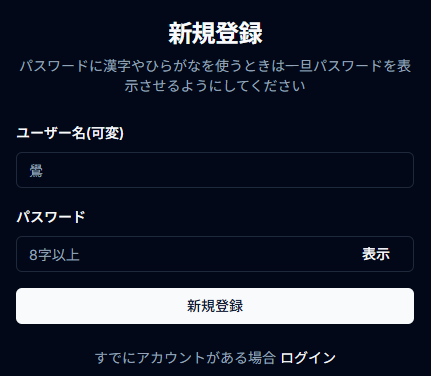 新規登録
パスワードに漢字やひらがなを使うときは一旦パスワードを表
示させるようにしてください
ユーザー名(可変)
鶯
パスワード
8字以上
表示
新規登録
すでにアカウントがある場合 ログイン